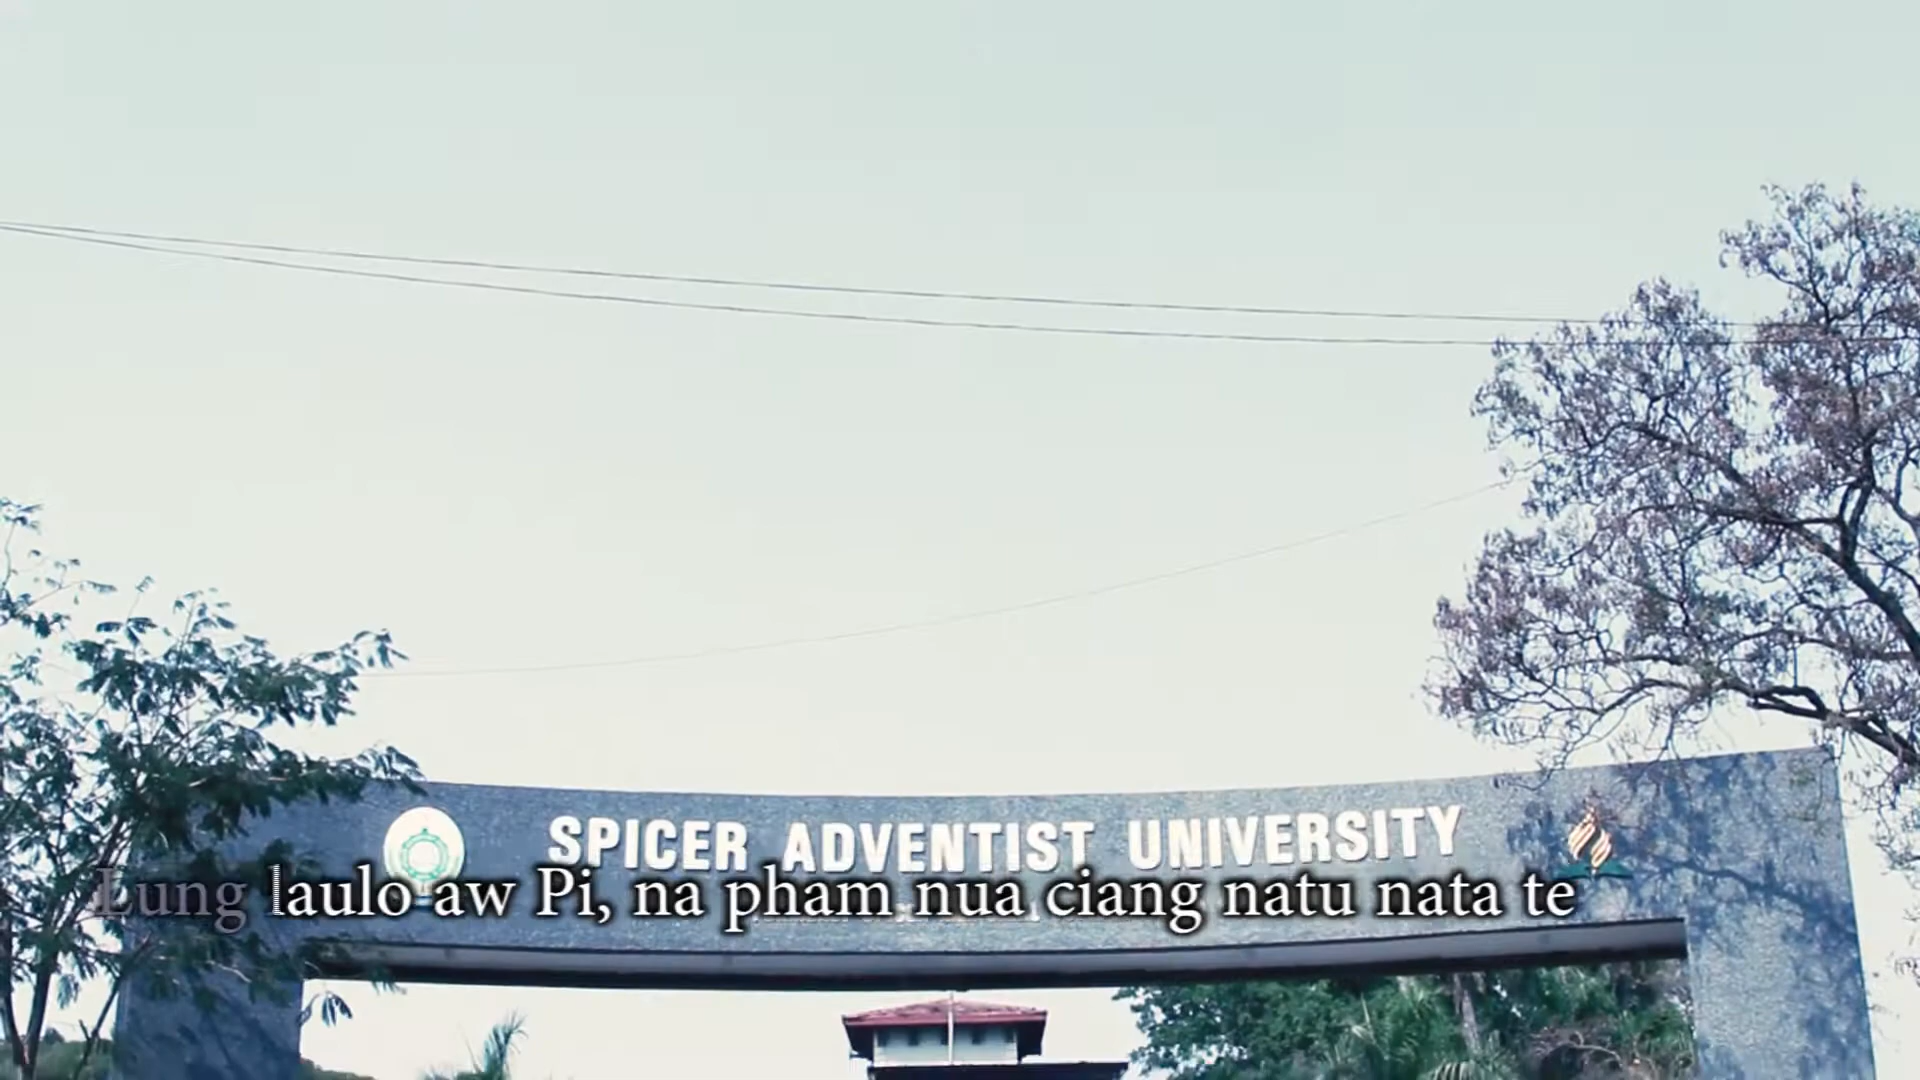 SPICER ADVENTIST UNIVERSITY
Lung laulo aw Pi, na pham nua ciang natu nata te